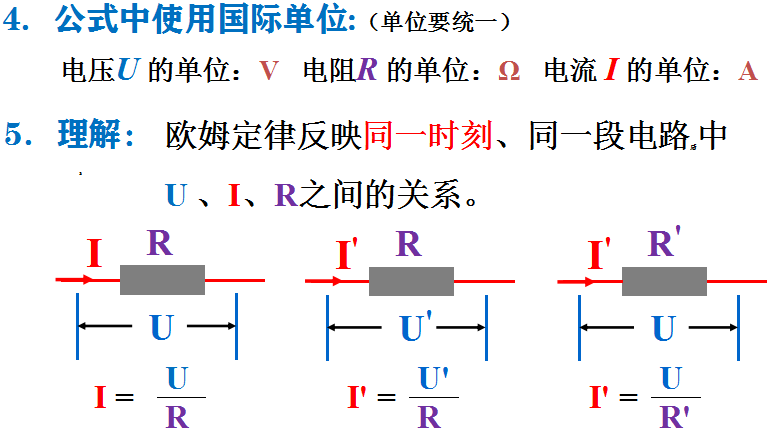 4. 公式中使用国际单位:（单位要统一）
电压U 的单位：V 电阻R 的单位：Ω 电流 I 的单位：A
5. 理解： 欧姆定律反映同一时刻、同一段电路中
U 、I、R之间的关系。
I R I' R I' R'
U U' U
I = U/R I' = U'/R I' = U/R'